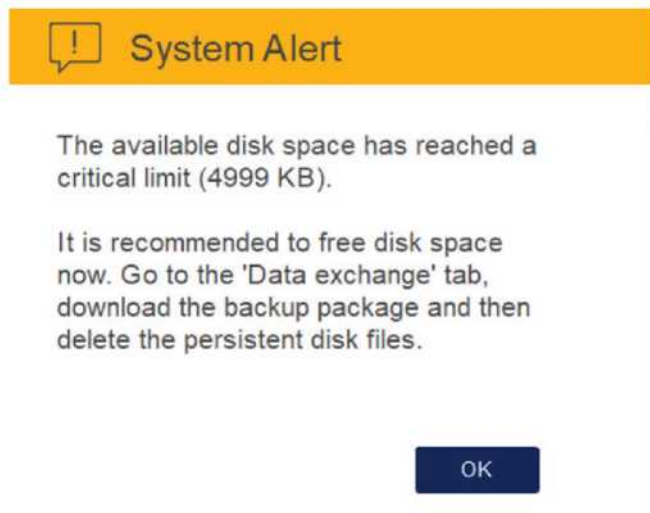 System Alert
The available disk space has reached a
critical limit (4999 KB).
It is recommended to free disk space
now. Go to the 'Data exchange' tab,
download the backup package and then
delete the persistent disk files.
OK